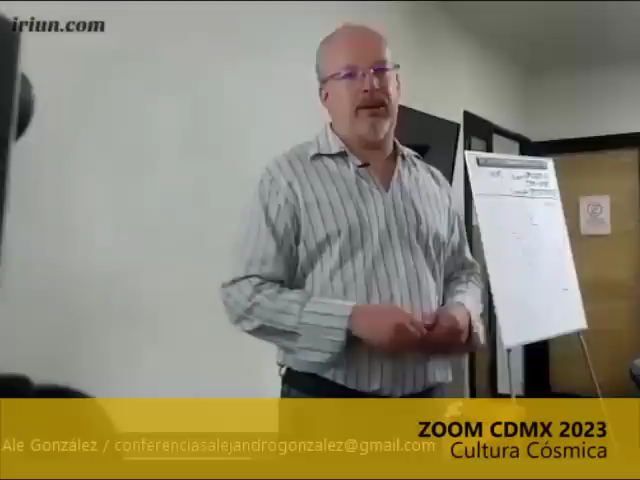 iriun.com
ZOOM CDMX 2023
Ale González / conferenciasalejandrogonzalez@gmail.com
Cultura Cósmica